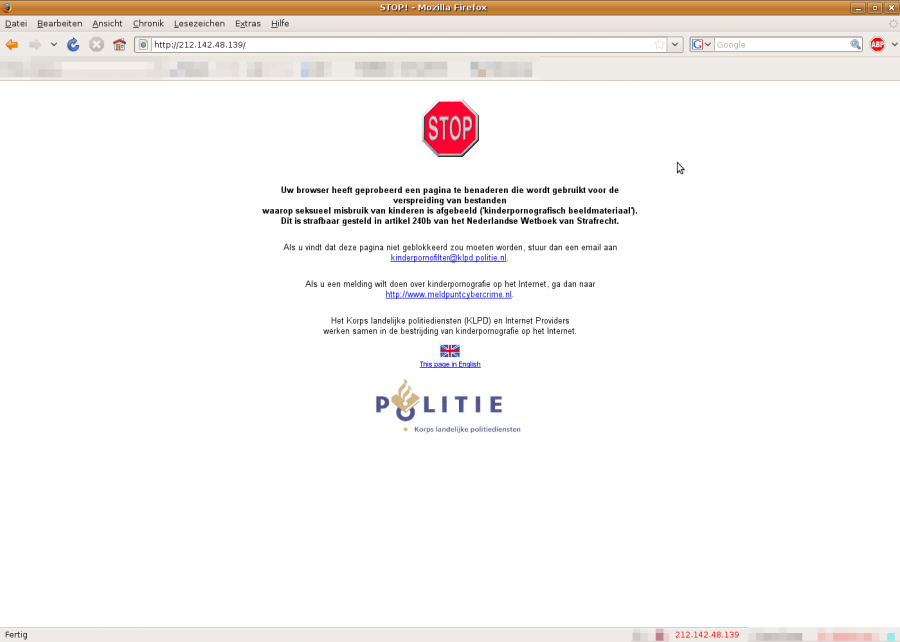 STOP! - Mozilla Firefox
Datei Bearbeiten Ansicht Chronik Lesezeichen Extras Hilfe
http://212.142.48.139/
Google
ABP
STOP
Uw browser heeft geprobeerd een pagina te benaderen die wordt gebruikt voor de
verspreiding van bestanden
waarop seksueel misbruik van kinderen is afgebeeld ('kinderpornografisch beeldmateriaal').
Dit is strafbaar gesteld in artikel 240b van het Nederlandse Wetboek van Strafrecht.
Als u vindt dat deze pagina niet geblokkeerd zou moeten worden, stuur dan een email aan
kinderpornofilter@klpd.politie.nl.
Als u een melding wilt doen over kinderpornografie op het Internet, ga dan naar
http://www.meldpuntcybercrime.nl.
Het Korps landelijke politiediensten (KLPD) en Internet Providers
werken samen in de bestrijding van kinderpornografie op het Internet.
This page in English
POLITIE
Korps landelijke politiediensten
Fertig
212.142.48.139